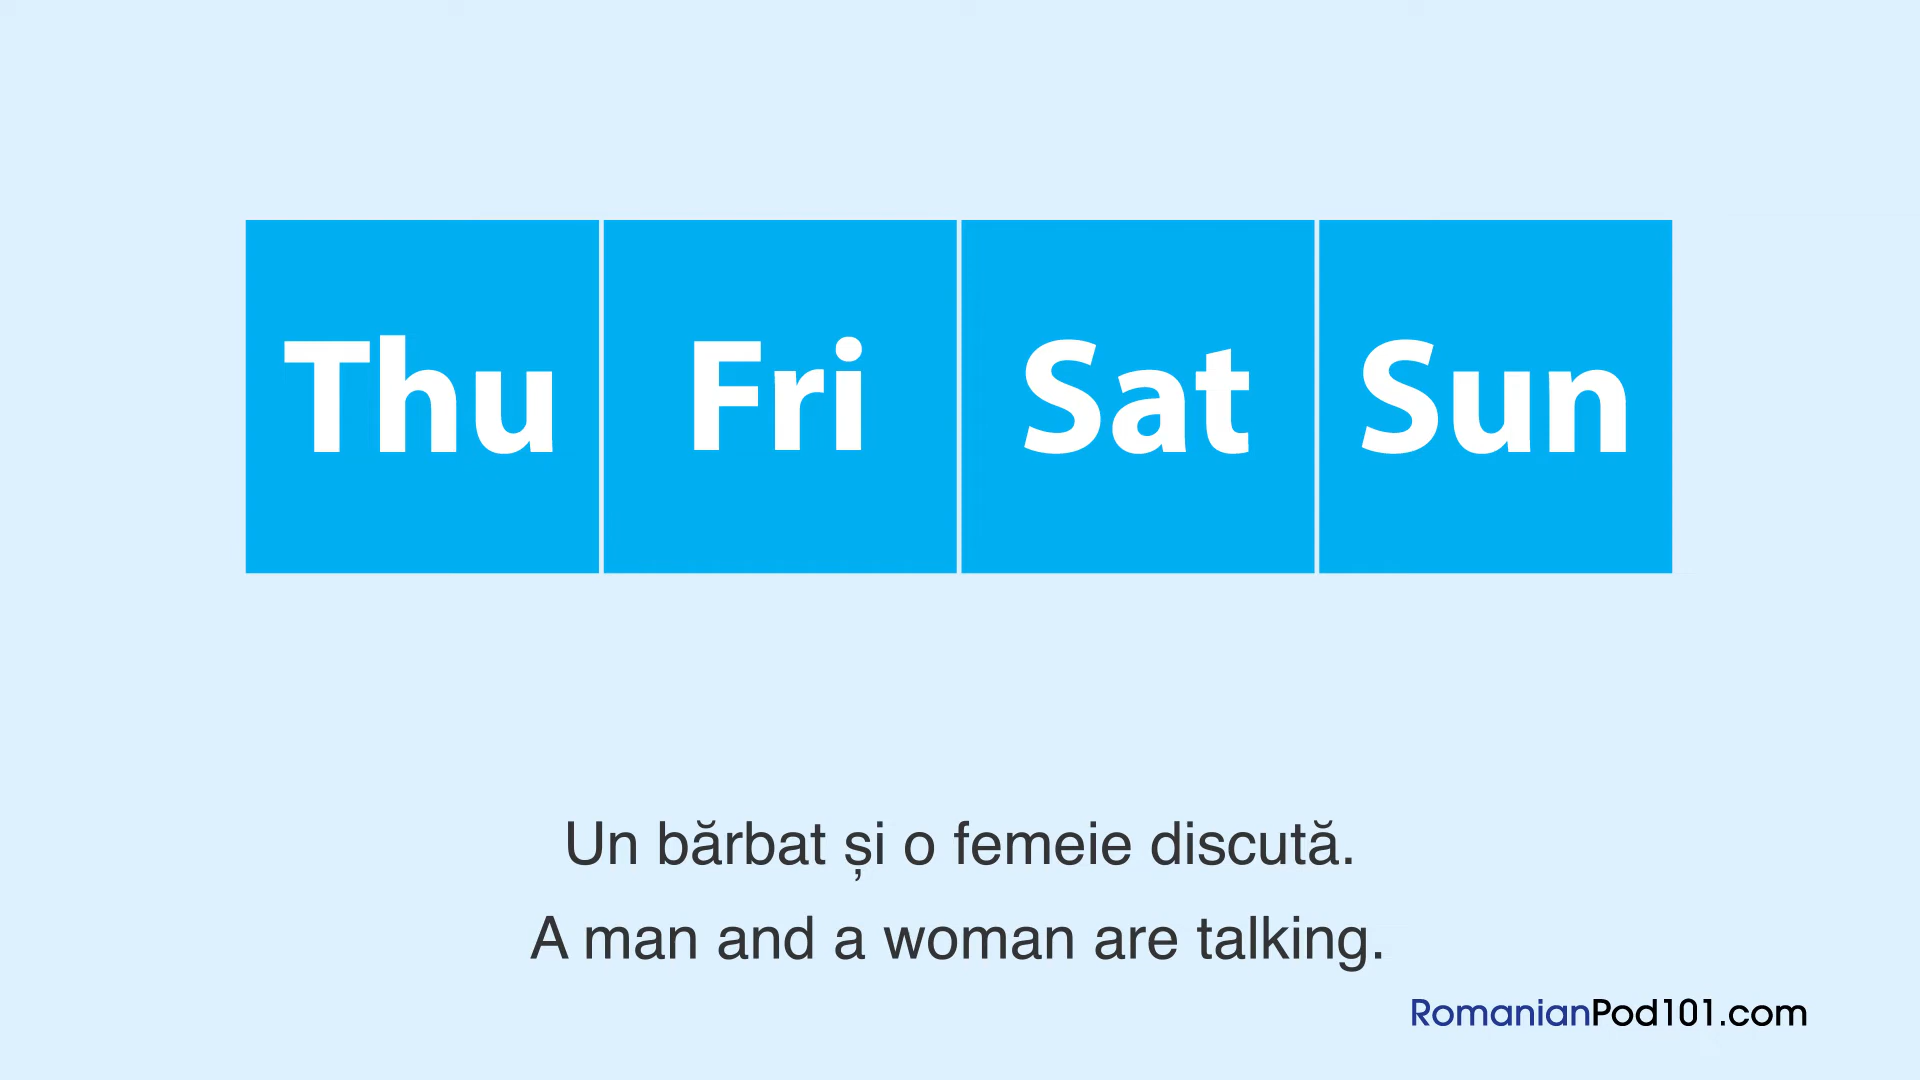 Thu Fri Sat Sun
Un bărbat și o femeie discută.
A man and a woman are talking.
RomanianPod101.com